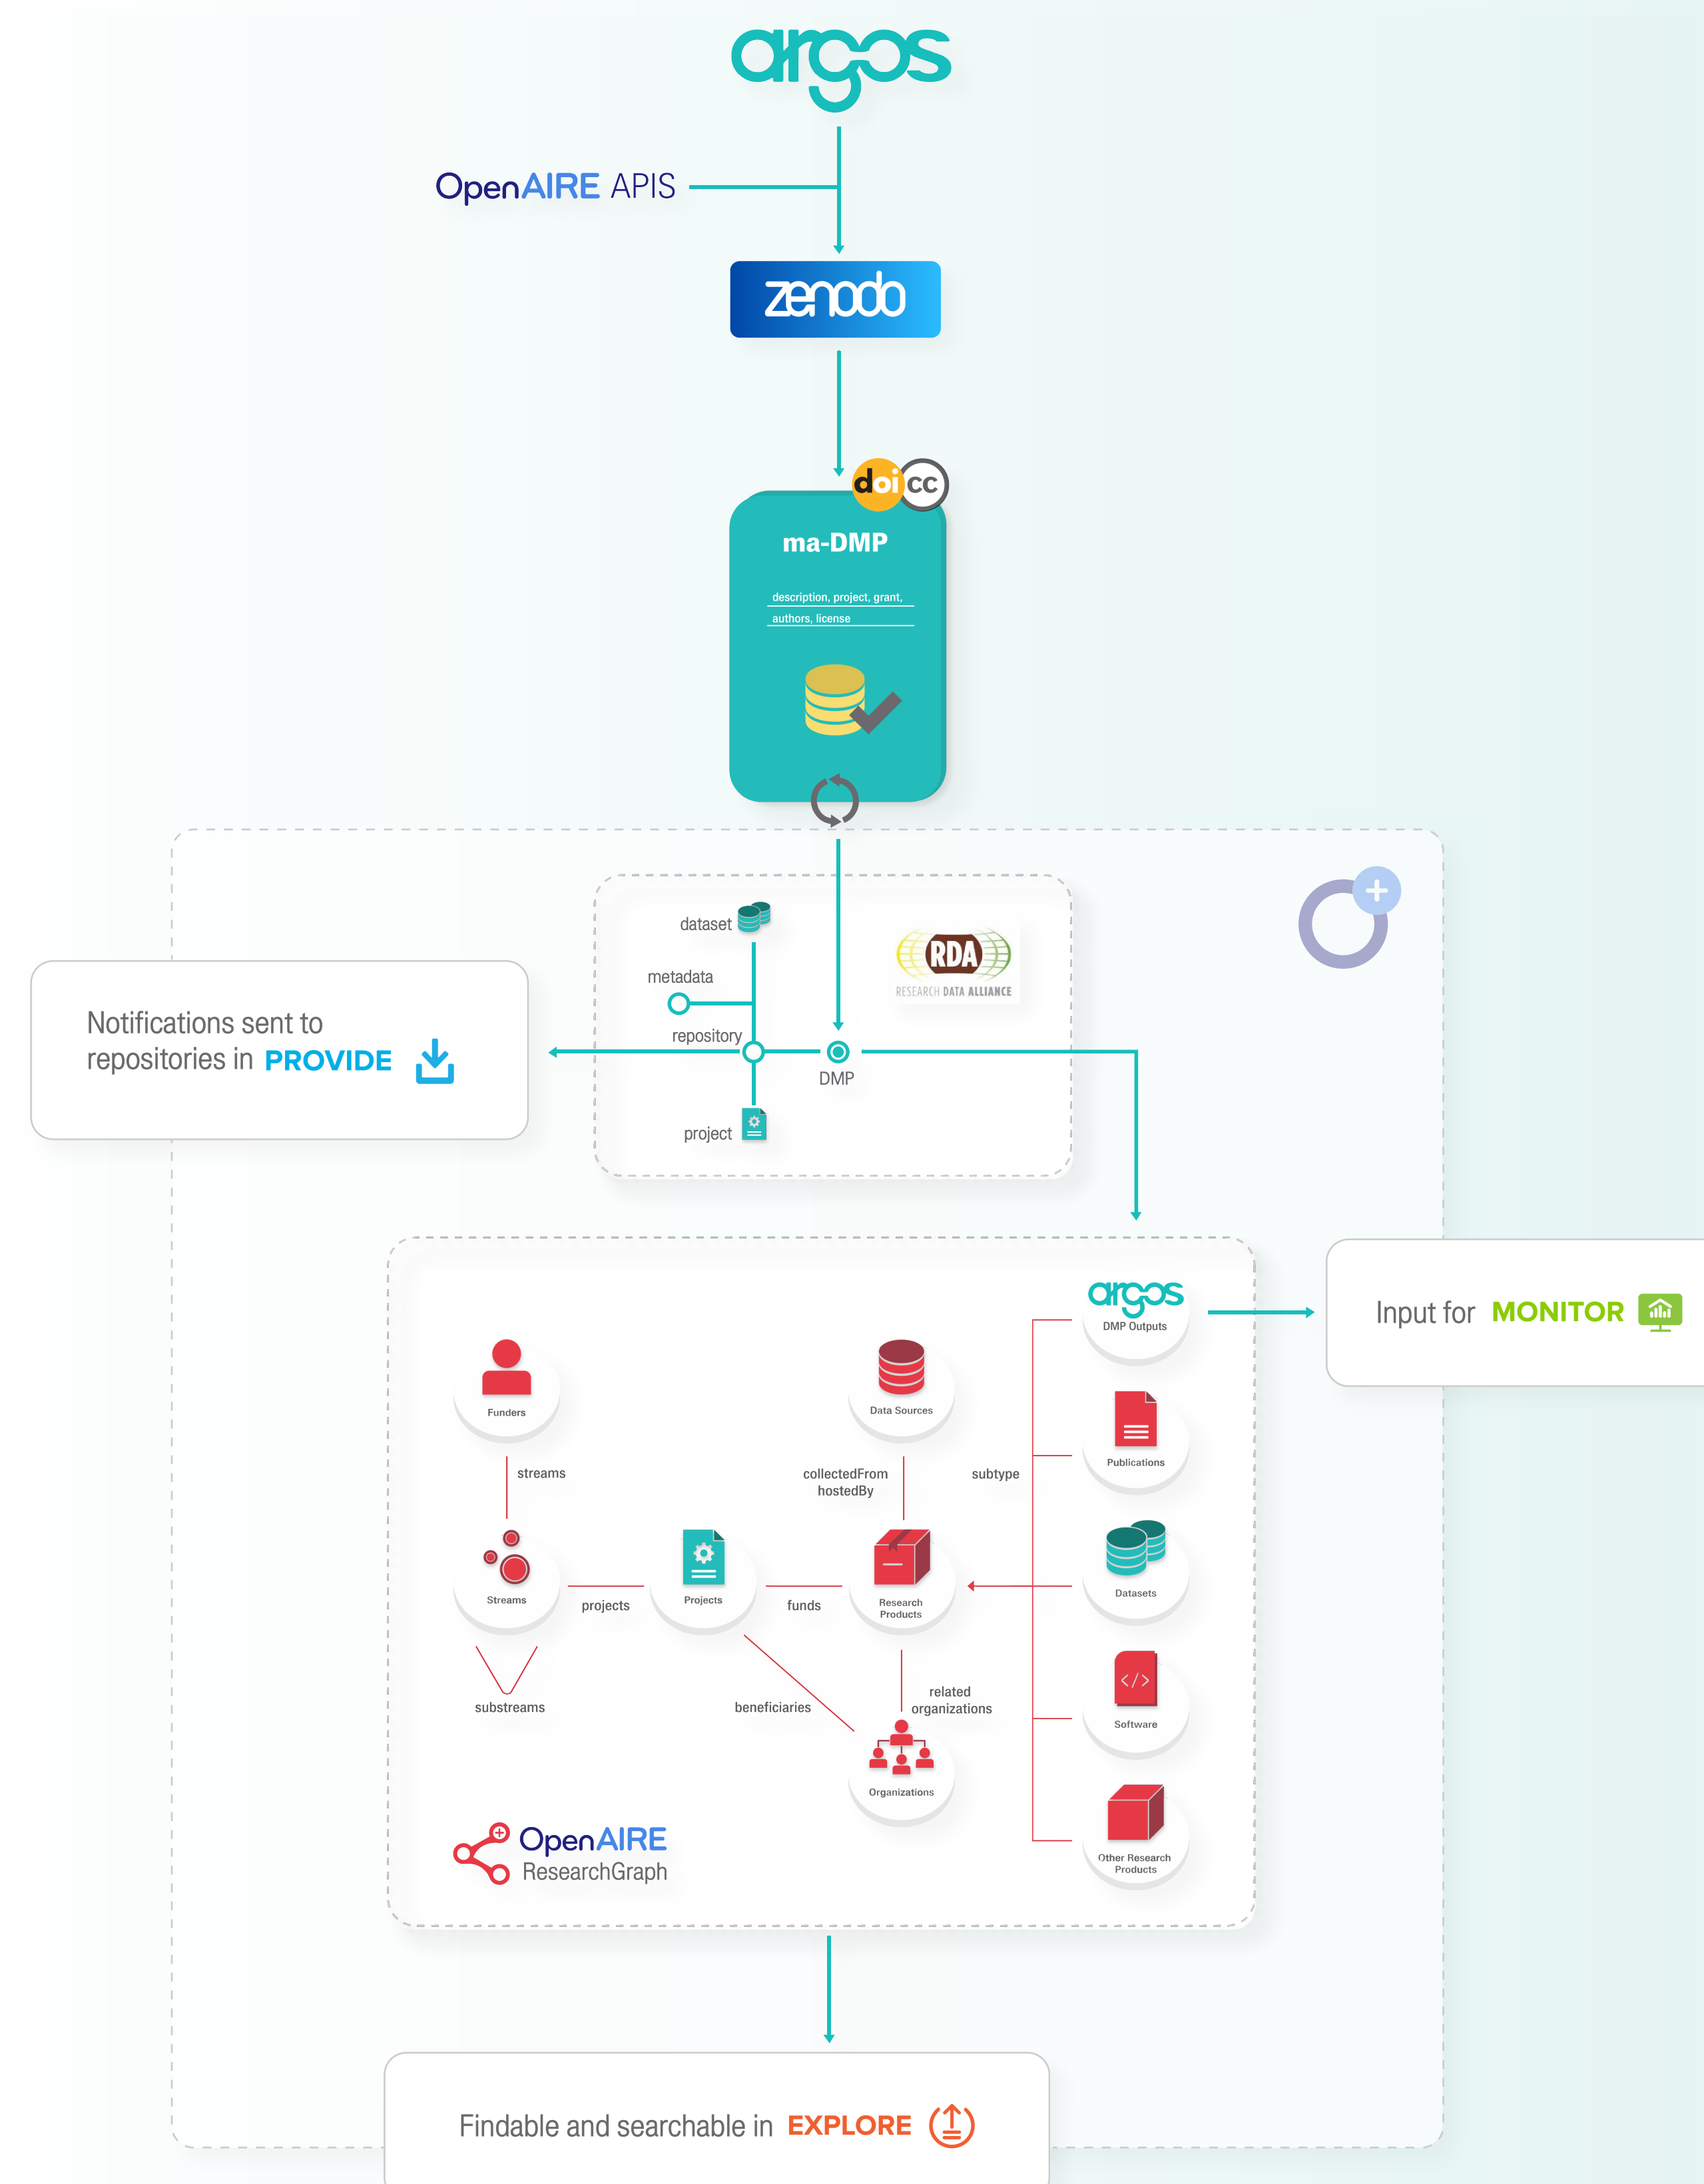 argos
OpenAIRE APIS
zenodo
doi cc
ma-DMP
description, project, grant,
authors, license
dataset
metadata
repository
DMP
project
RDA
RESEARCH DATA ALLIANCE
Notifications sent to
repositories in PROVIDE
argos
DMP Outputs
Input for MONITOR
Funders
Data Sources
Publications
streams
collectedFrom
hostedBy
subtype
Streams
projects
Projects
funds
Research
Products
Datasets
substreams
beneficiaries
related
organizations
Software
</>
Organizations
Other Research
Products
OpenAIRE
ResearchGraph
Findable and searchable in EXPLORE